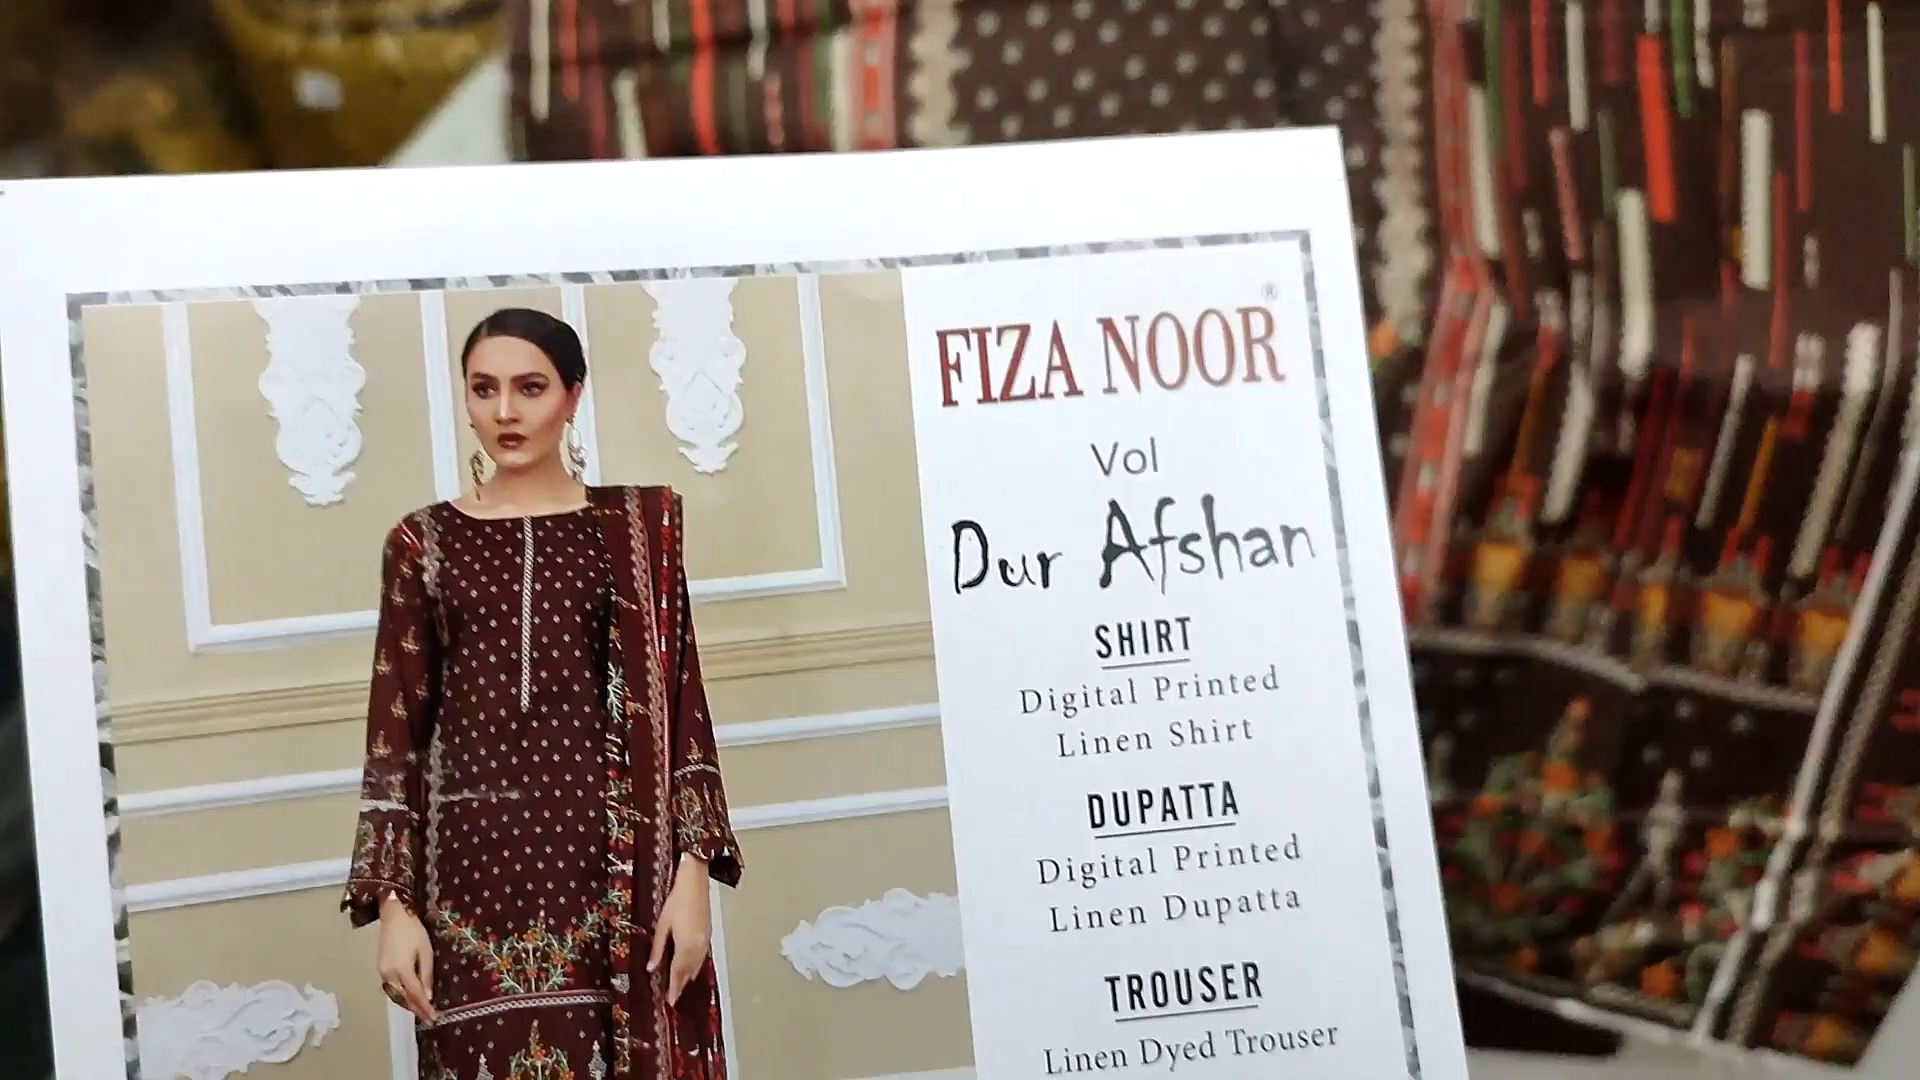 FIZA NOOR®
Vol
Dur Afshan
SHIRT
Digital Printed
Linen Shirt
DUPATTA
Digital Printed
Linen Dupatta
TROUSER
Linen Dyed Trouser